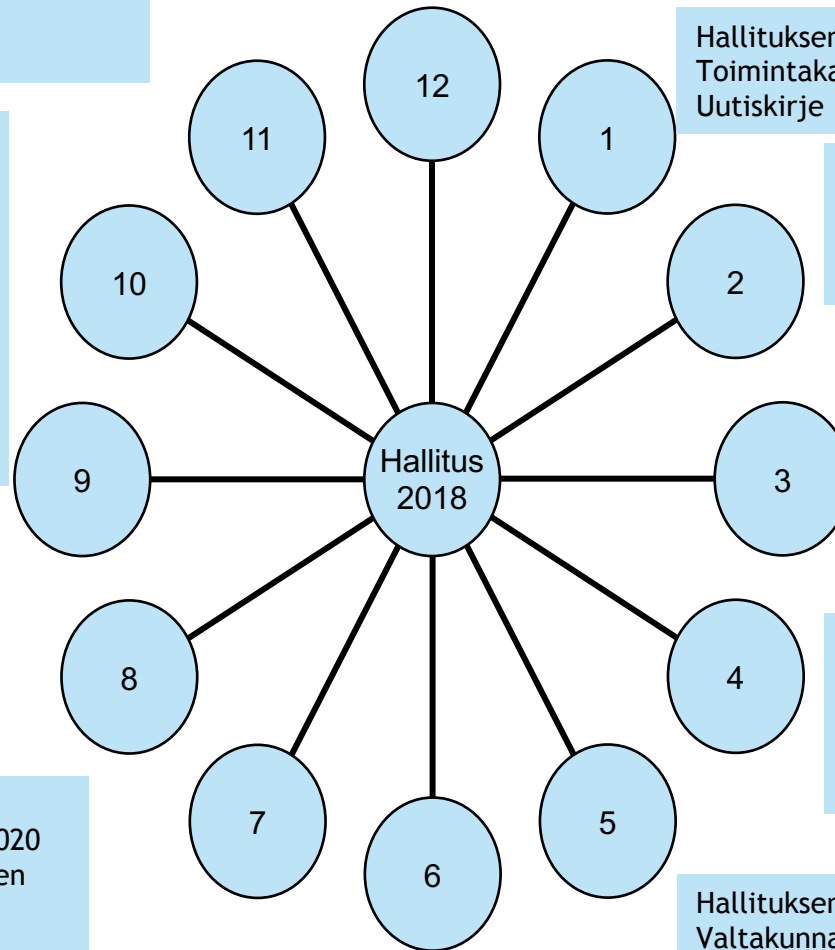 12
Hallituksen
Toimintaka
Uutiskirje
11
1
10
2
Hallitus
2018
9
3
8
4
7
5
6
020
en
Hallituksen
Valtakunna